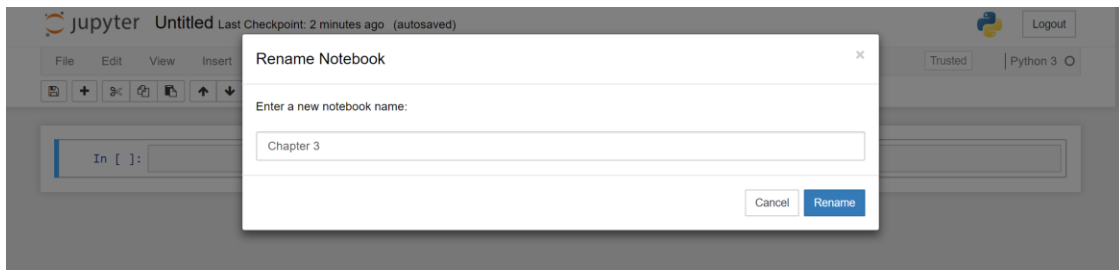 jupyter Untitled Last Checkpoint: 2 minutes ago (autosaved)
Logout
File Edit View Insert
Trusted
Python 3
Rename Notebook
×
Enter a new notebook name:
Chapter 3
In [ ]:
Cancel
Rename